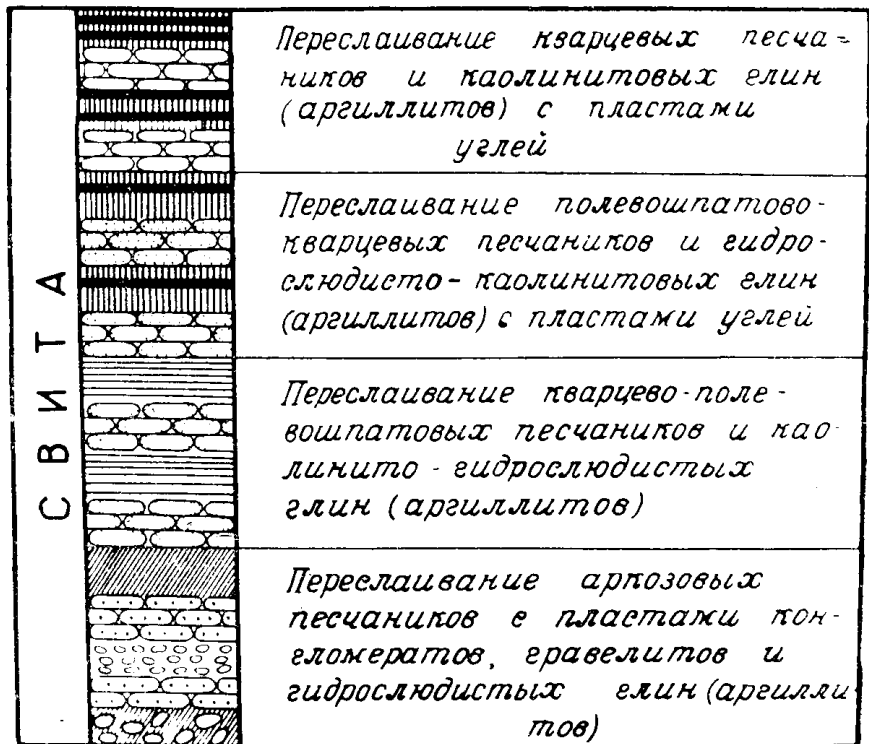 СВИТА
Переслаивание кварцевых песча-
ников и каолинитовых глин
(аргиллитов) с пластами
углей
Переслаивание полевошпатово-
кварцевых песчаников и гидро-
слюдисто-каолинитовых глин
(аргиллитов) с пластами углей
Переслаивание кварцево-поле-
вошпатовых песчаников и као-
линито-гидрослюдистых
глин (аргиллитов)
Переслаивание аркозовых
песчаников с пластами кон-
гломератов, гравелитов и
гидрослюдистых глин (аргилли
тов)